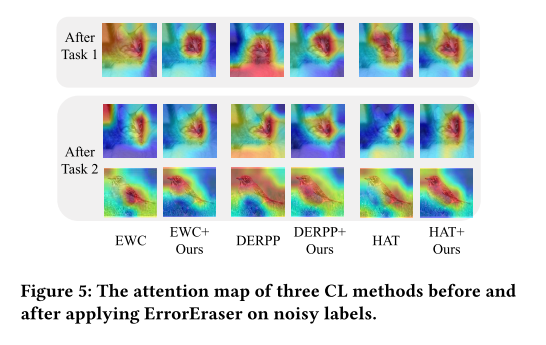 After
Task 1
After
Task 2
EWC
EWC+
Ours
DERPP
DERPP+
Ours
HAT
HAT+
Ours
Figure 5: The attention map of three CL methods before and
after applying ErrorEraser on noisy labels.